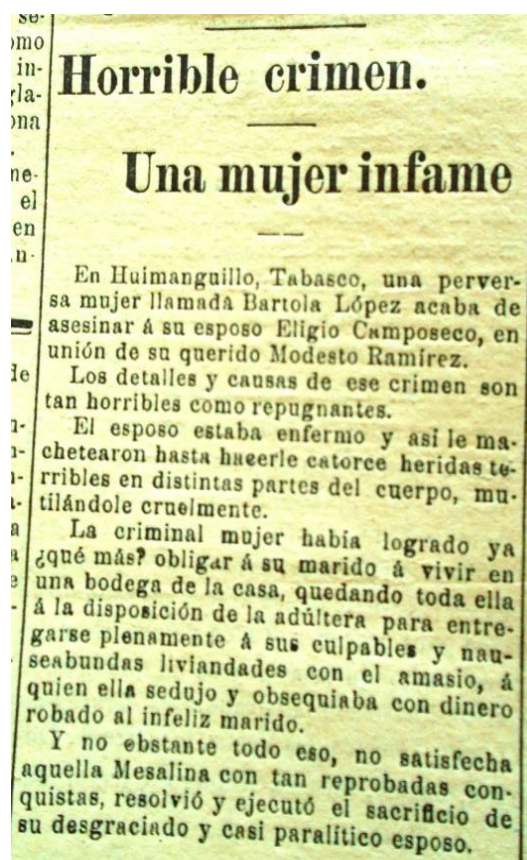 Horrible crimen.
Una mujer infame
En Huimanguillo, Tabasco, una perver-
sa mujer llamada Bartola López acaba de
asesinar á su esposo Eligio Camposeco, en
unión de su querido Modesto Ramírez.
Los detalles y causas de ese crimen son
tan horribles como repugnantes.
El esposo estaba enfermo y así le ma-
chetearon hasta hacerle catorce heridas te-
rribles en distintas partes del cuerpo, mu-
tilándole cruelmente.
La criminal mujer había logrado ya
¿qué más? obligar á su marido á vivir en
una bodega de la casa, quedando toda ella
á la disposición de la adúltera para entre-
garse plenamente á sus culpables y nau-
seabundas liviandades con el amasio, á
quien ella sedujo y obsequiaba con dinero
robado al infeliz marido.
Y no obstante todo eso, no satisfecha
aquella Mesalina con tan reprobadas con-
quistas, resolvió y ejecutó el sacrificio de
su desgraciado y casi paralítico esposo.